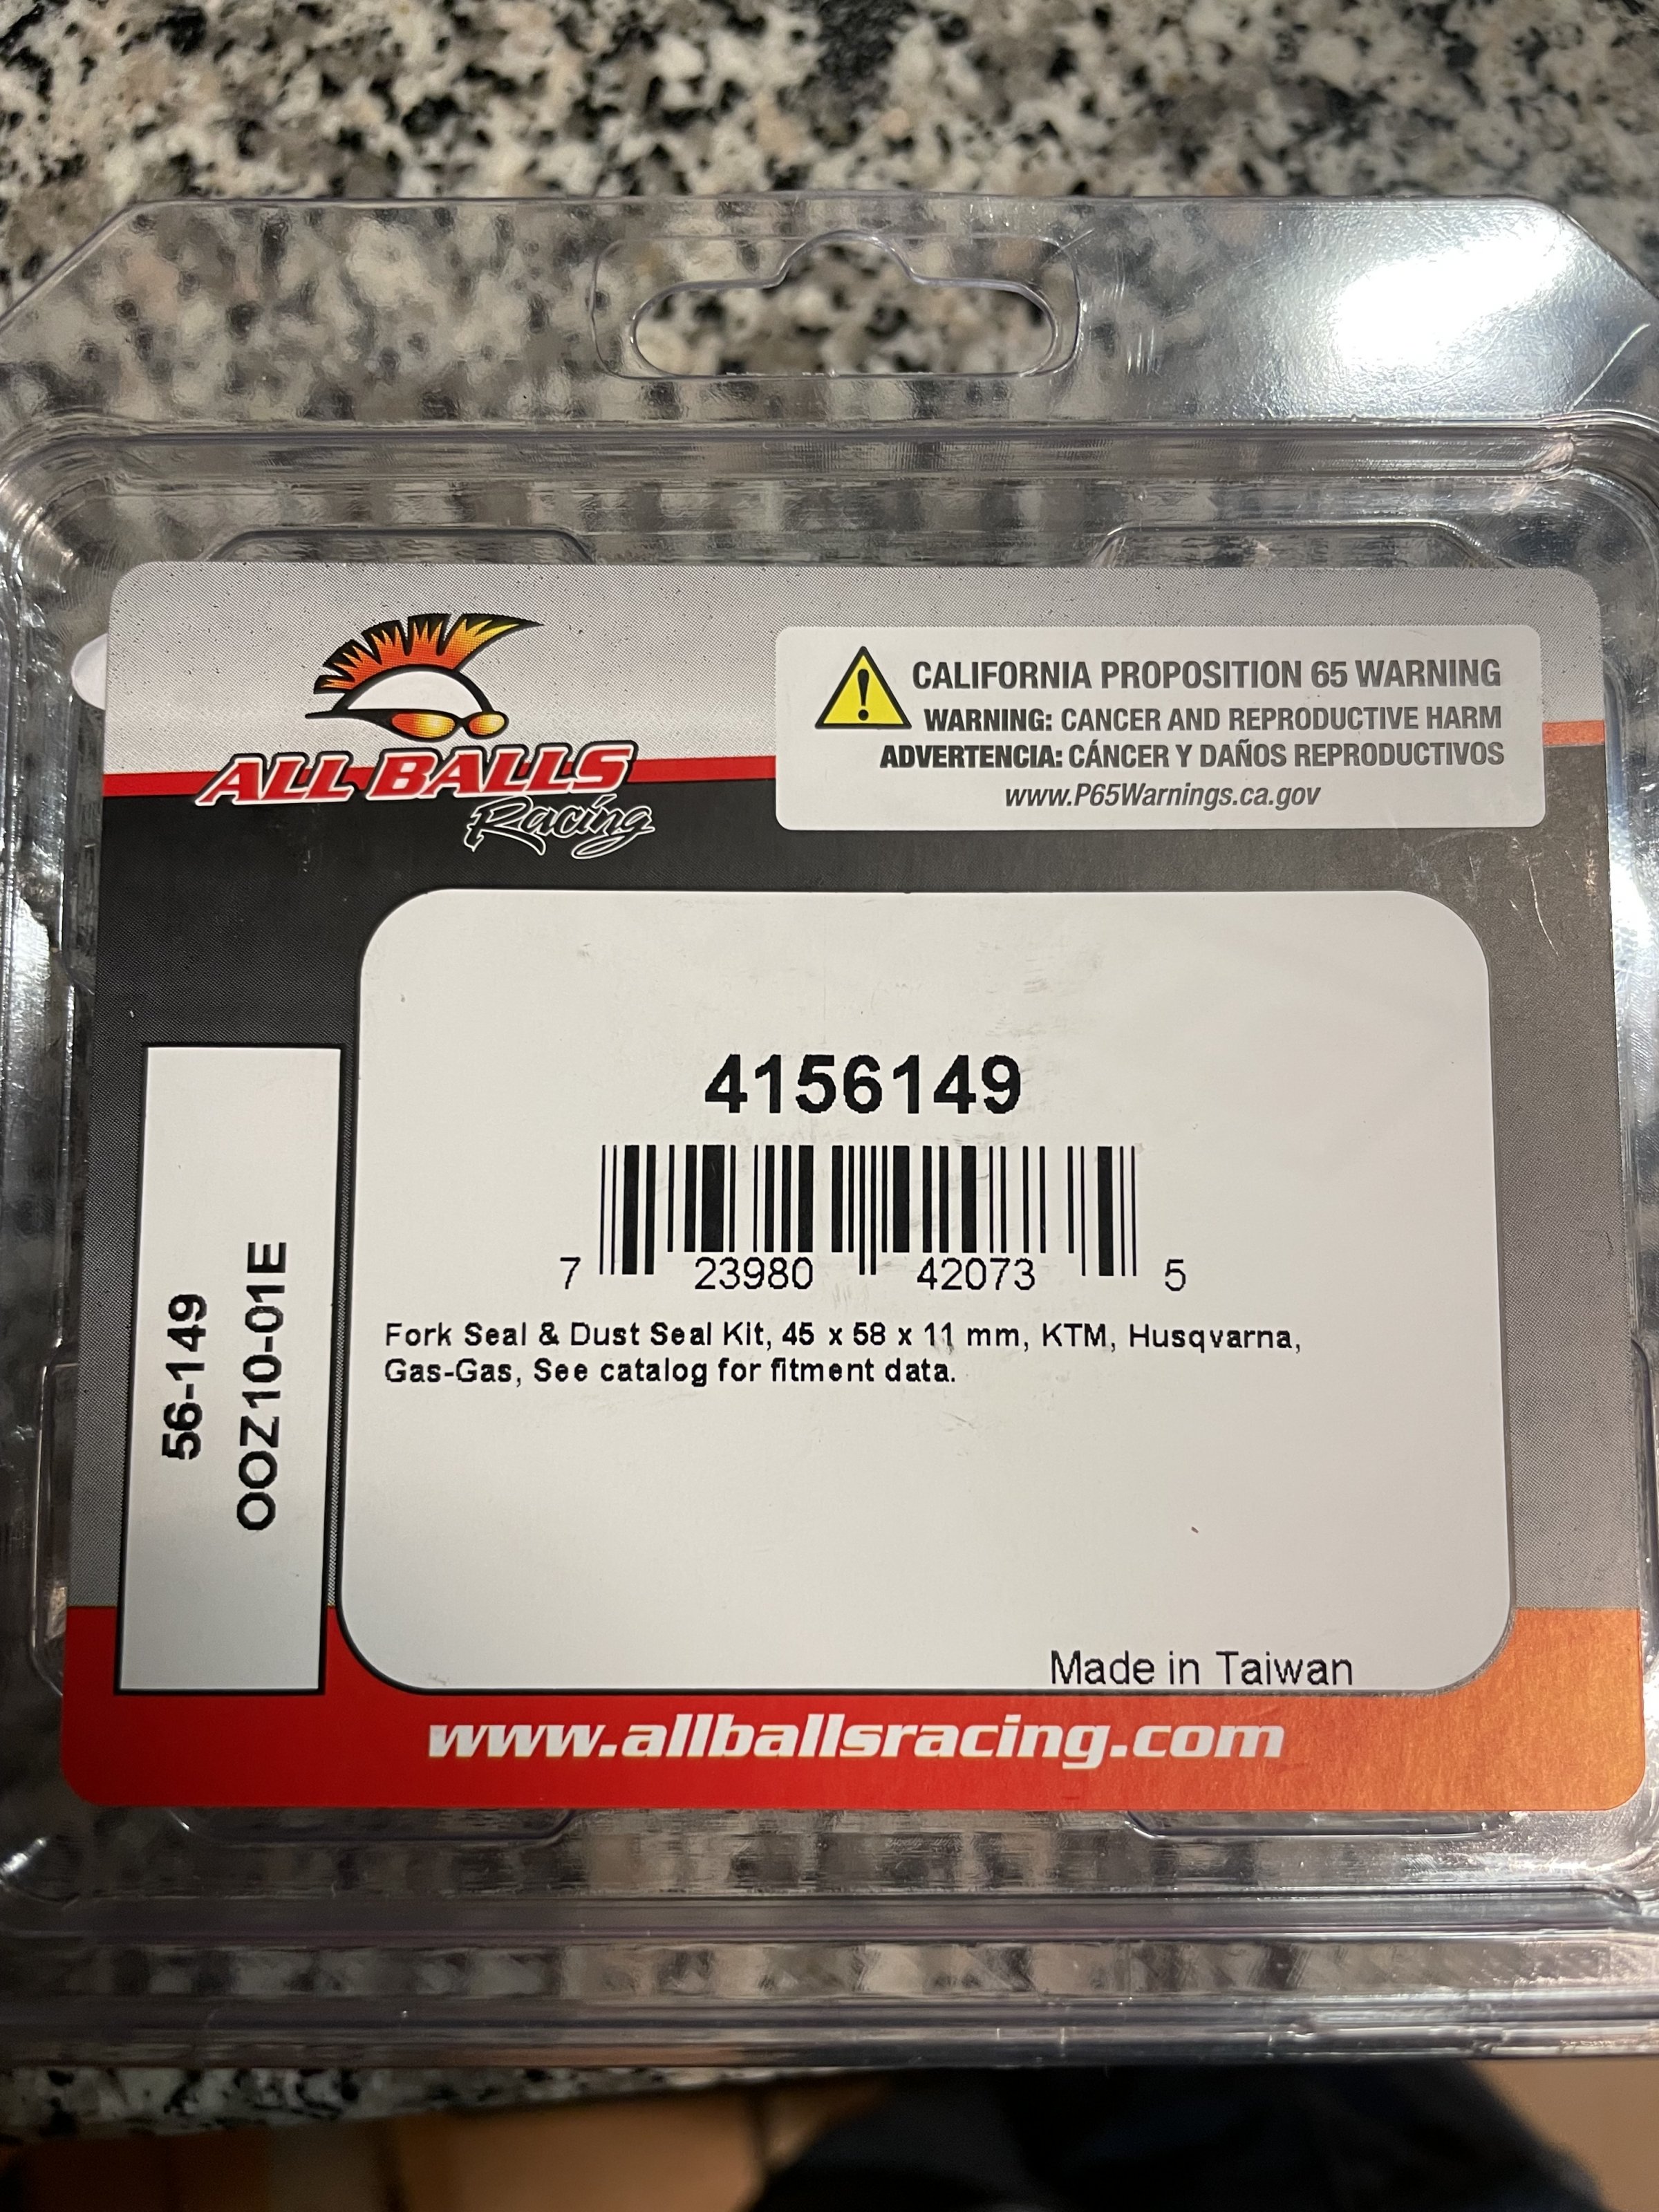 ALL BALLS
Racing
CALIFORNIA PROPOSITION 65 WARNING
WARNING: CANCER AND REPRODUCTIVE HARM
ADVERTENCIA: CÁNCER Y DAÑOS REPRODUCTIVOS
www.P65Warnings.ca.gov
4156149
7 23980 42073 5
Fork Seal & Dust Seal Kit, 45 x 58 x 11 mm, KTM, Husqvarna,
Gas-Gas, See catalog for fitment data.
56-149
OOZ10-01E
Made in Taiwan
www.allballsracing.com